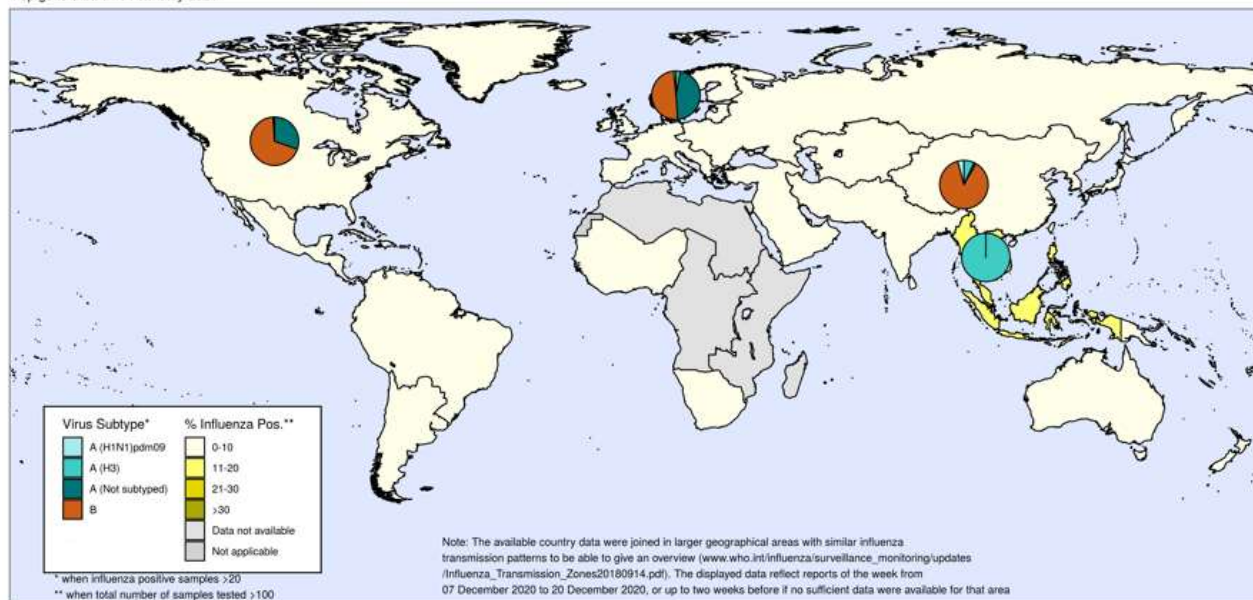 Virus Subtype*
A (H1N1)pdm09
A (H3)
A (Not subtyped)
B
% Influenza Pos.**
0-10
11-20
21-30
>30
Data not available
Not applicable
* when influenza positive samples >20
** when total number of samples tested >100
Note: The available country data were joined in larger geographical areas with similar influenza
transmission patterns to be able to give an overview (www.who.int/influenza/surveillance_monitoring/updates
/Influenza_Transmission_Zones20180914.pdf). The displayed data reflect reports of the week from
07 December 2020 to 20 December 2020, or up to two weeks before if no sufficient data were available for that area